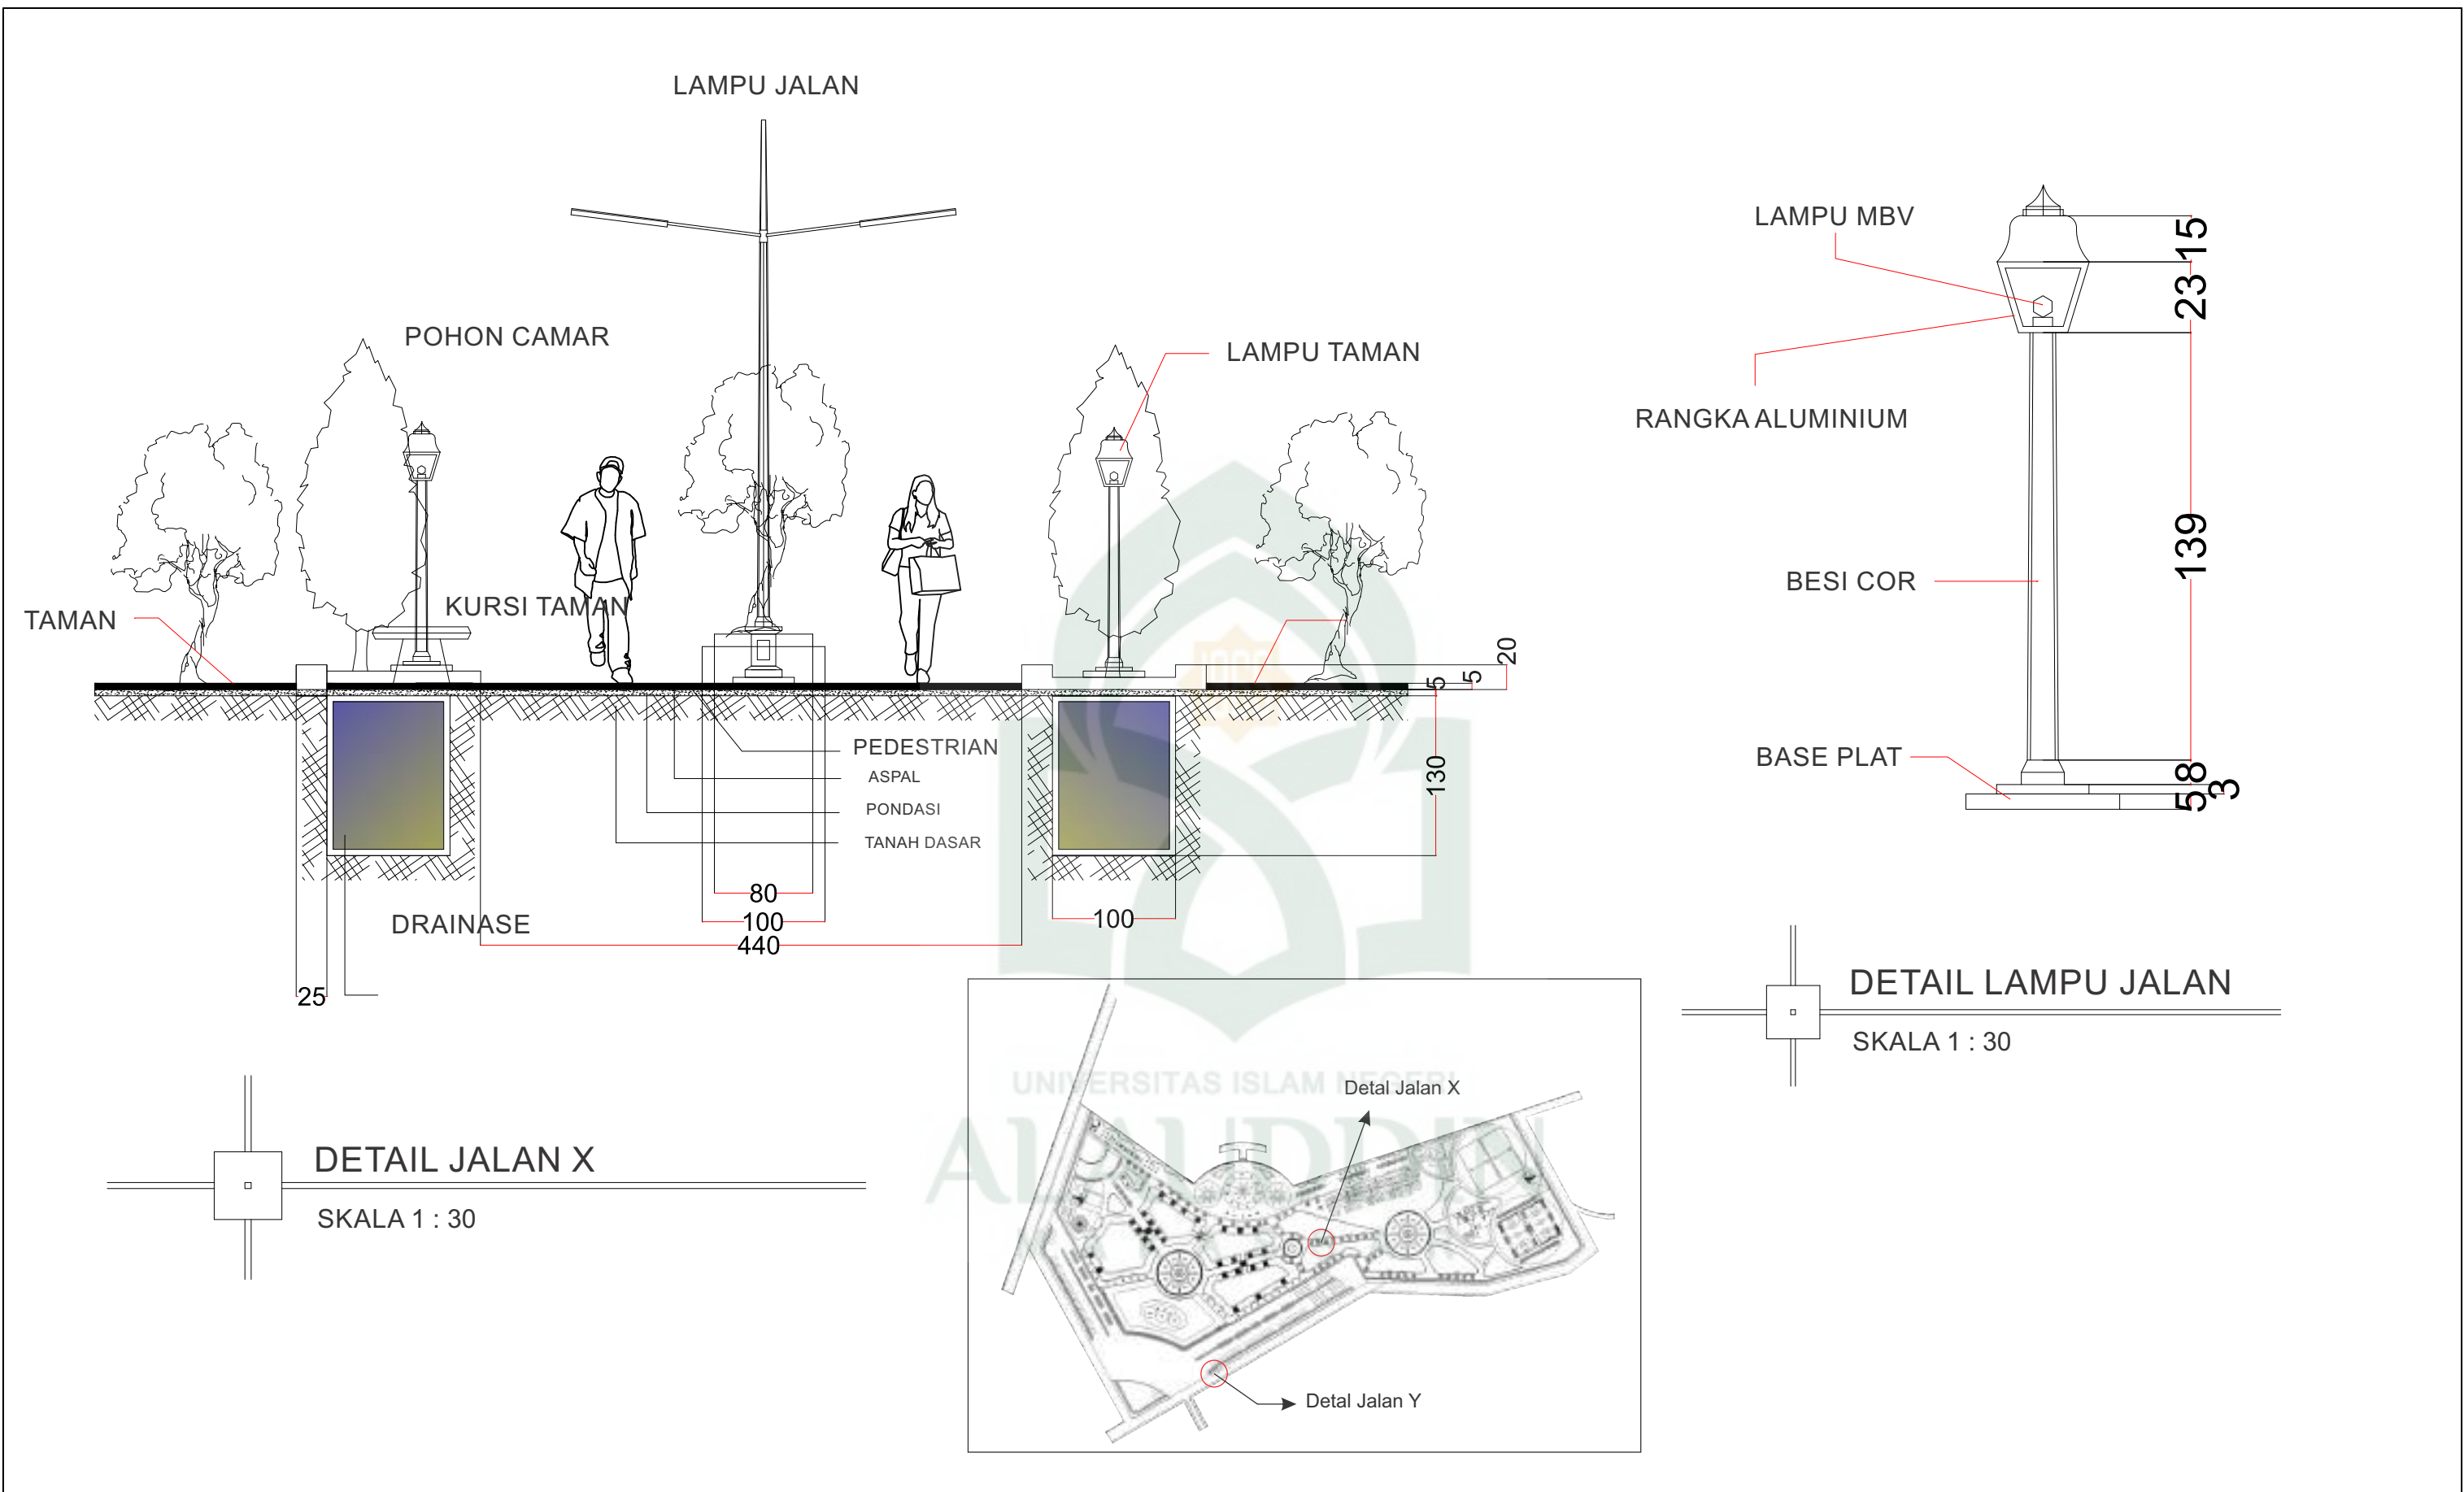 LAMPU JALAN
POHON CAMAR
LAMPU TAMAN
KURSI TAMAN
TAMAN
20
5
5
130
PEDESTRIAN
ASPAL
PONDASI
TANAH DASAR
80
100
440
100
DRAINASE
25
LAMPU MBV
RANGKA ALUMINIUM
BESI COR
BASE PLAT
15
23
139
8
3
5
DETAIL LAMPU JALAN
SKALA 1 : 30
DETAIL JALAN X
SKALA 1 : 30
UNIVERSITAS ISLAM NEGERI
ALAUDDIN
Detal Jalan X
Detal Jalan Y